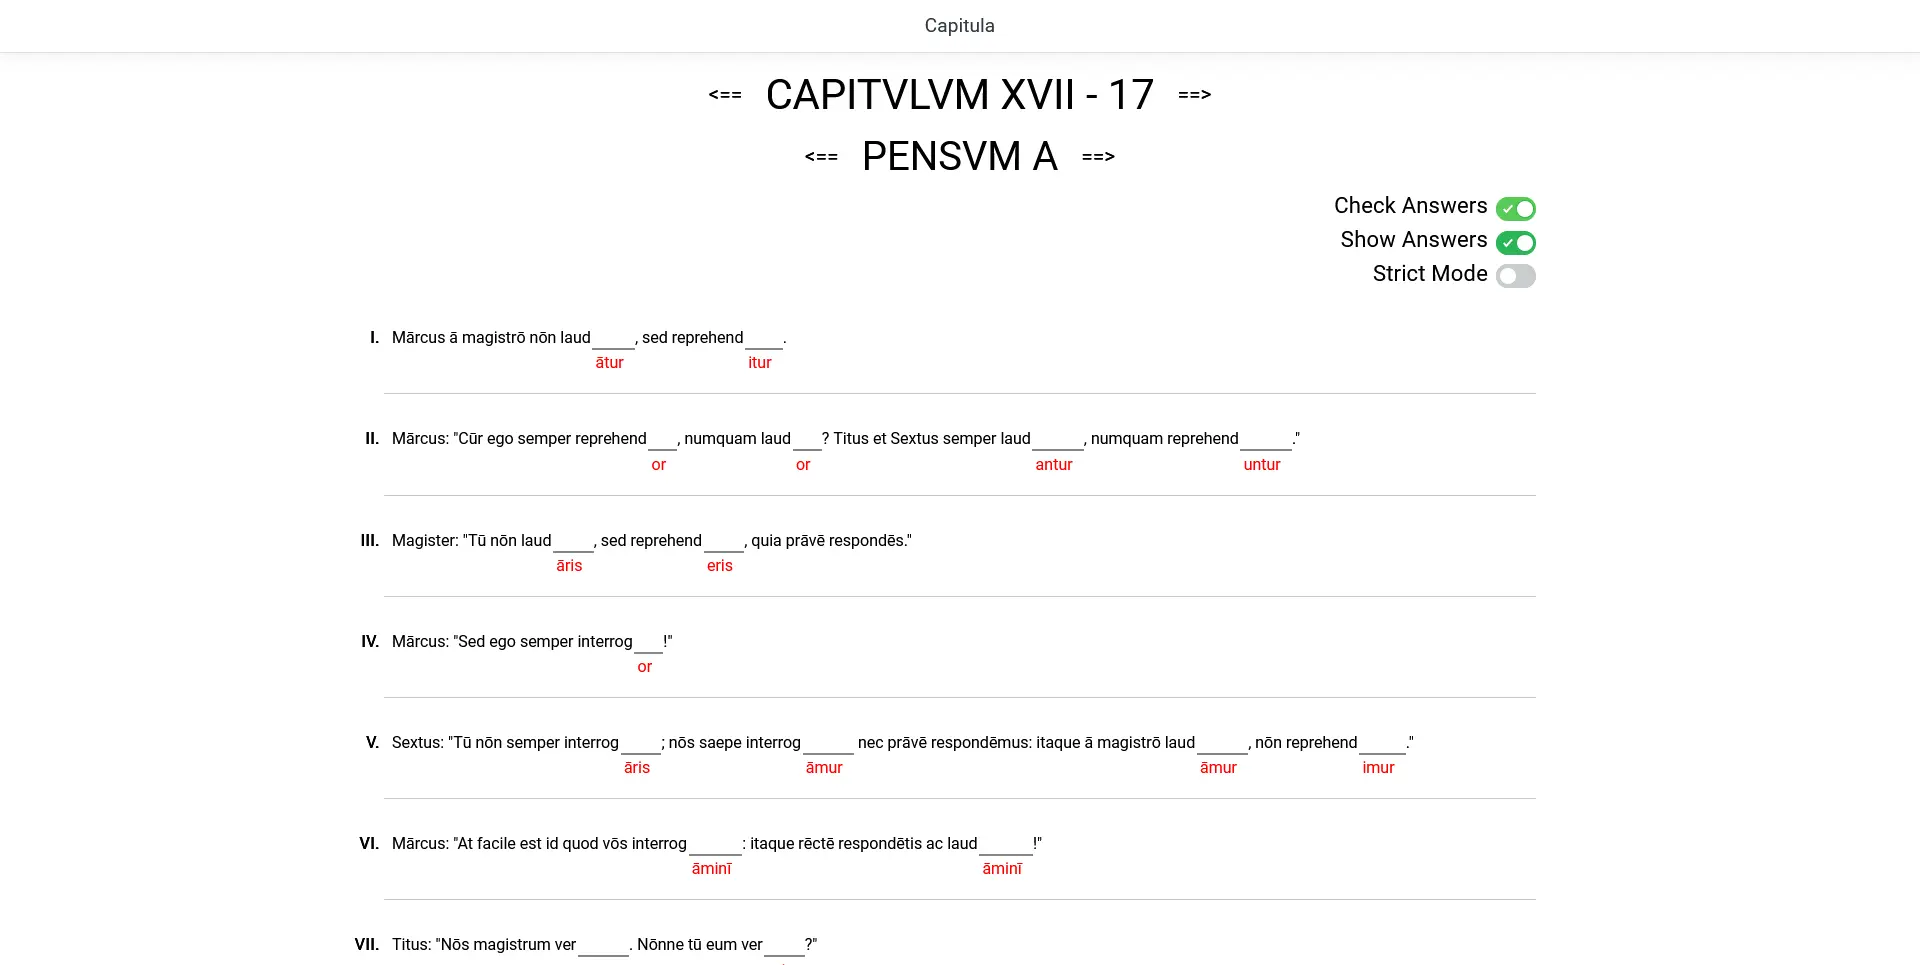 Capitula
<== CAPITVLVM XVII - 17 ==>
<== PENSVM A ==>
Check Answers
Show Answers
Strict Mode
I. Mārcus ā magistrō nōn laud____, sed reprehend____.
ātur itur
II. Mārcus: "Cūr ego semper reprehend___, numquam laud___? Titus et Sextus semper laud_____, numquam reprehend_____."
or or antur untur
III. Magister: "Tū nōn laud____, sed reprehend____, quia prāvē respondēs."
āris eris
IV. Mārcus: "Sed ego semper interrog___!"
or
V. Sextus: "Tū nōn semper interrog____; nōs saepe interrog_____ nec prāvē respondēmus: itaque ā magistrō laud_____, nōn reprehend_____."
āris āmur āmur imur
VI. Mārcus: "At facile est id quod vōs interrog_____: itaque rēctē respondētis ac laud_____!"
āminī āminī
VII. Titus: "Nōs magistrum ver_____. Nōnne tū eum ver____?"